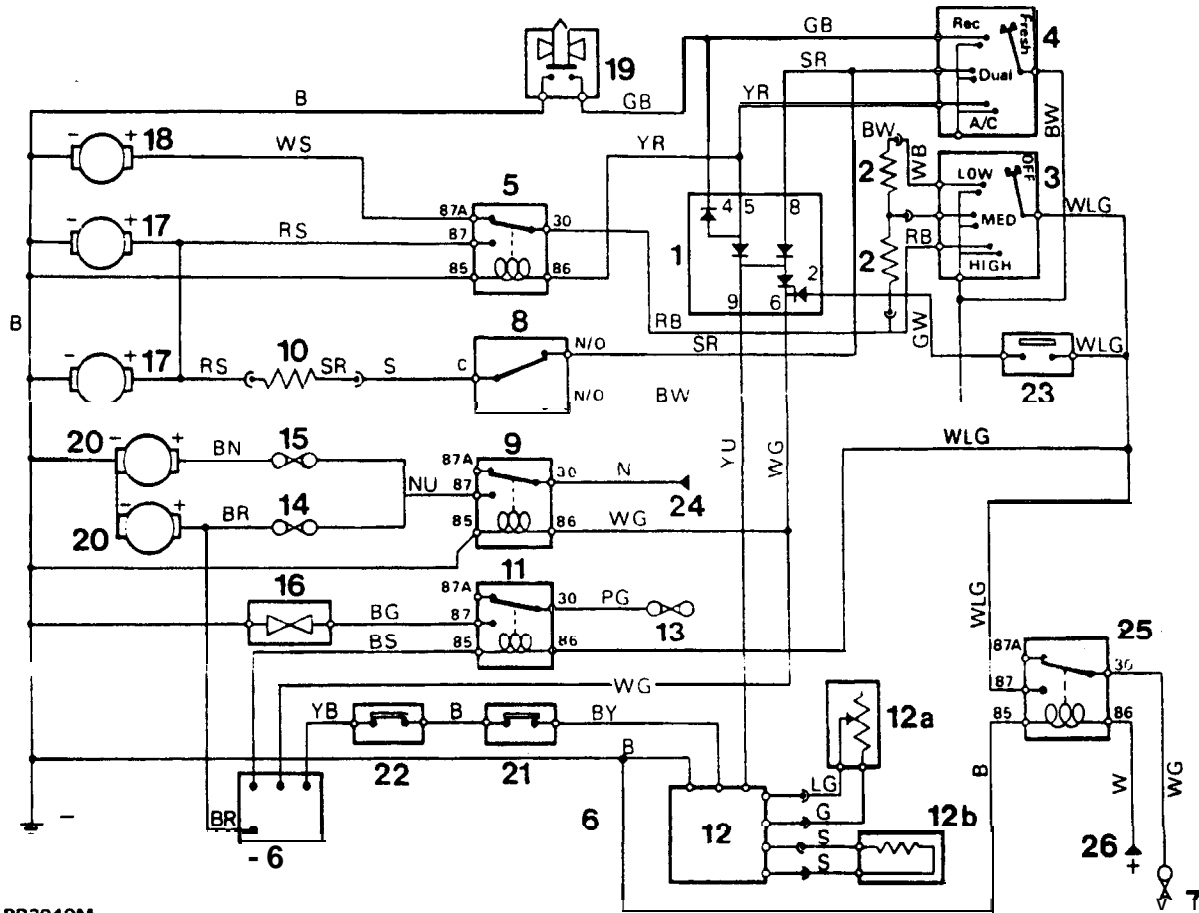 Rec
Fresh
4
GB
19
SR
Dual
B
GB
YR
A/C
BW
- + 18
WS
YR
BW
WB
2
LOW
OFF
3
5
87A
30
4 5 8
MED
WLG
- + 17
RS
87
1
RB
HIGH
2
85
86
2
9 6
B
RB
GW
8
N/O
SR
WLG
- + 17
RS
10
SR
S
C
N/O
BW
23
20 - +
BN
15
9
87A
30
N
YU
WG
WLG
87
NU
24
14
- +
20
BR
85
86
WG
11
87A
30
PG
16
BG
87
13
WLG
25
BS
85
86
87A
30
WG
87
YB
B
BY
12a
85
86
22
21
B
B
W
WG
LG
-
BR
6
12
G
12b
S
- 6
S
26
+
7